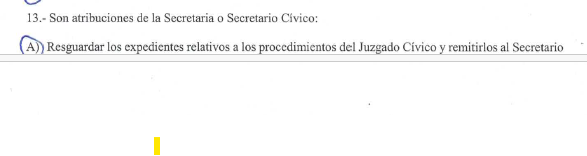 13.- Son atribuciones de la Secretaria o Secretario Cívico:
A) Resguardar los expedientes relativos a los procedimientos del Juzgado Cívico y remitirlos al Secretario